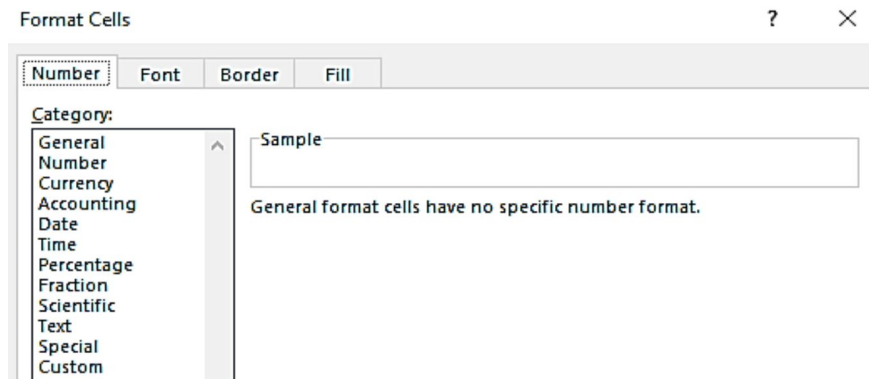 Format Cells ? ×
Number Font Border Fill
Category:
General
Number
Currency
Accounting
Date
Time
Percentage
Fraction
Scientific
Text
Special
Custom
Sample
General format cells have no specific number format.